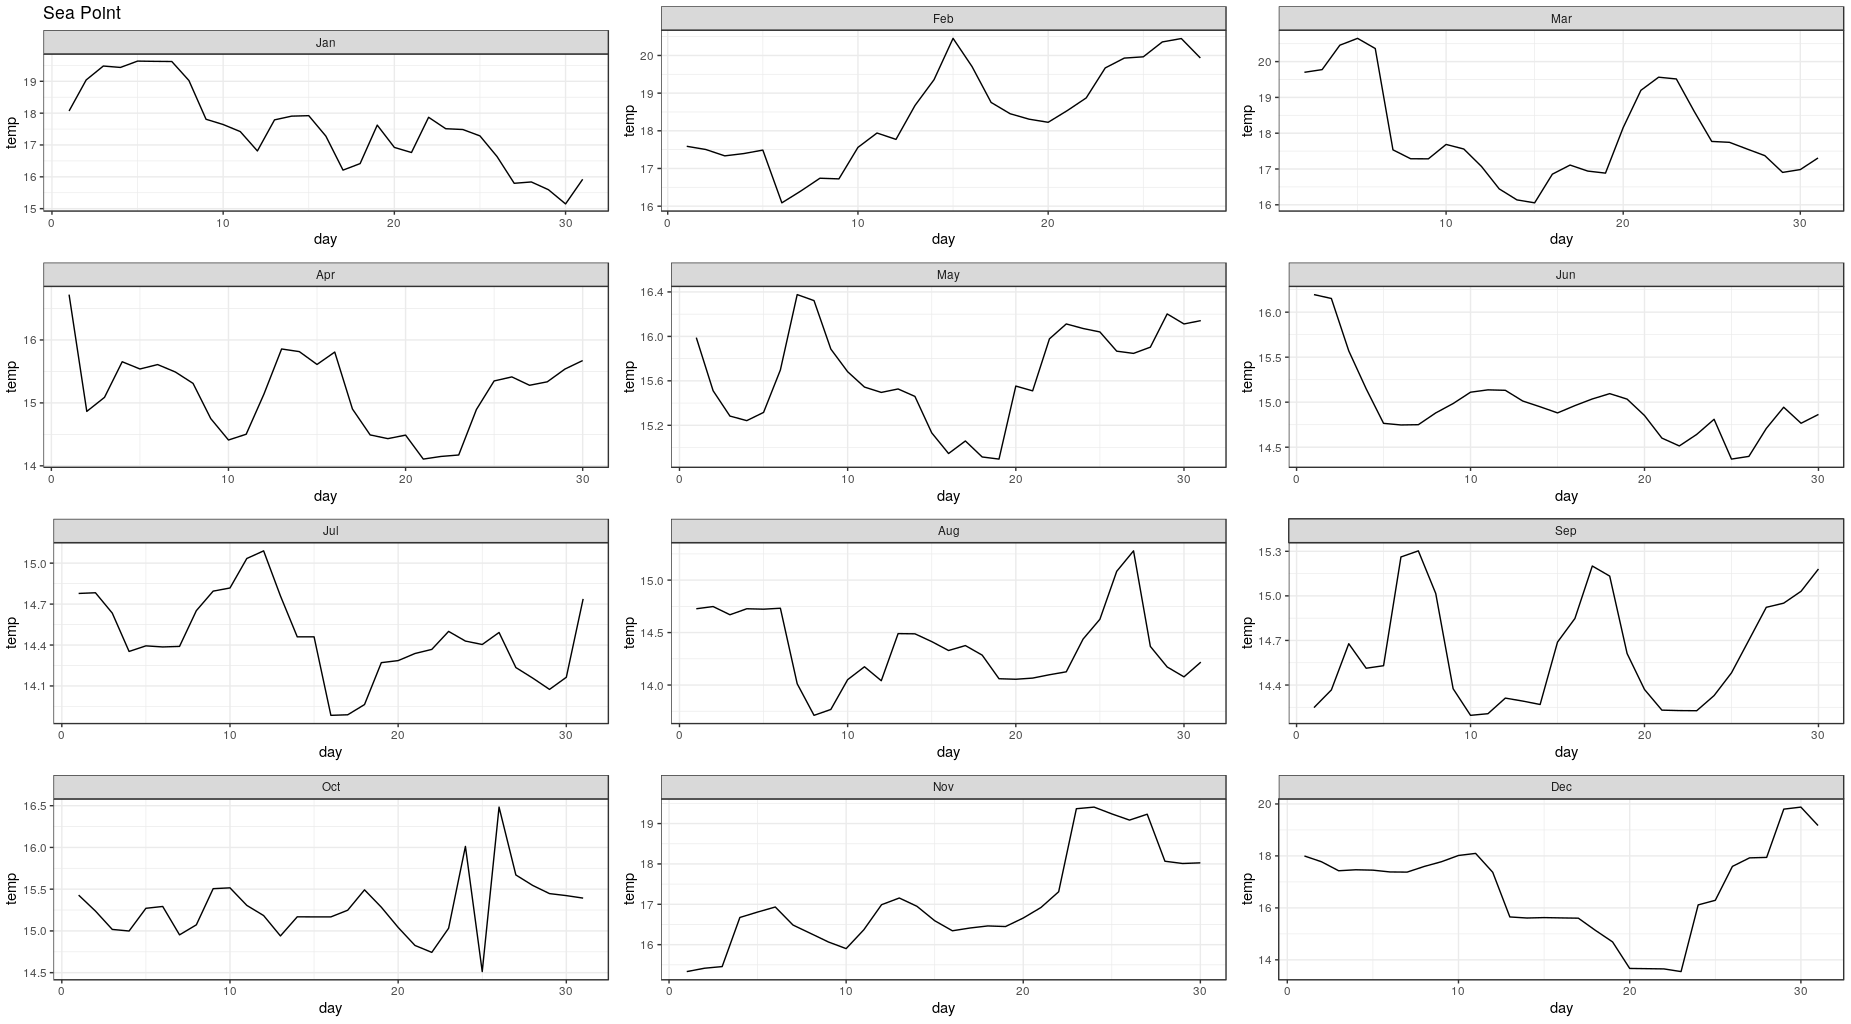 Sea Point
Jan
Feb
Mar
temp
19
18
17
16
15
0 10 20 30
day
temp
20
19
18
17
16
0 10 20
day
temp
20
19
18
17
16
10 20 30
day
Apr
May
Jun
temp
16
15
14
0 10 20 30
day
temp
16.4
16.0
15.6
15.2
0 10 20 30
day
temp
16.0
15.5
15.0
14.5
0 10 20 30
day
Jul
Aug
Sep
temp
15.0
14.7
14.4
14.1
0 10 20 30
day
temp
15.0
14.5
14.0
0 10 20 30
day
temp
15.3
15.0
14.7
14.4
0 10 20 30
day
Oct
Nov
Dec
temp
16.5
16.0
15.5
15.0
14.5
0 10 20 30
day
temp
19
18
17
16
0 10 20 30
day
temp
20
18
16
14
0 10 20 30
day